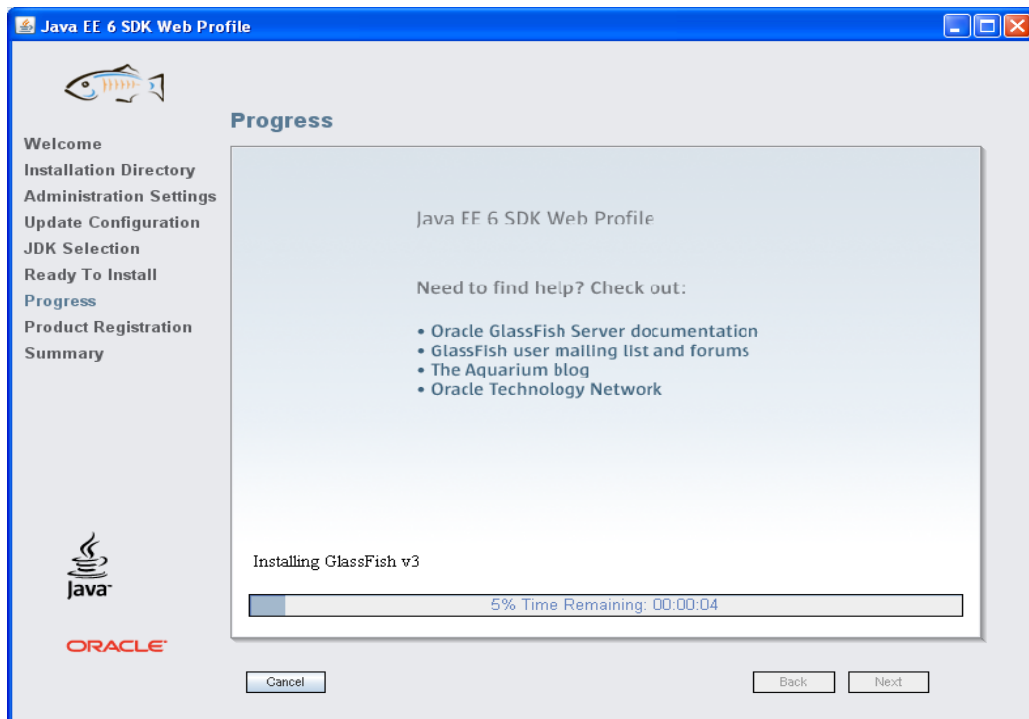 Java EE 6 SDK Web Profile
Progress
Welcome
Installation Directory
Administration Settings
Update Configuration
JDK Selection
Ready To Install
Progress
Product Registration
Summary
Java EE 6 SDK Web Profile
Need to find help? Check out:
• Oracle GlassFish Server documentation
• GlassFish user mailing list and forums
• The Aquarium blog
• Oracle Technology Network
Installing GlassFish v3
5% Time Remaining: 00:00:04
Java
ORACLE
Cancel
Back
Next